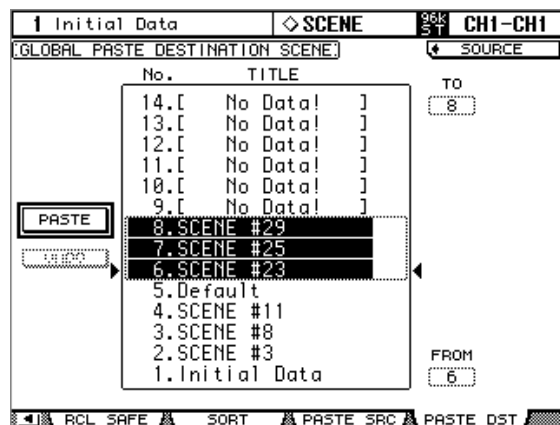 1 Initial Data ◇SCENE 96K ST CH1-CH1
GLOBAL PASTE DESTINATION SCENE
SOURCE
No. TITLE
14.[ No Data! ]
13.[ No Data! ]
12.[ No Data! ]
11.[ No Data! ]
10.[ No Data! ]
9.[ No Data! ]
8.SCENE #29
7.SCENE #25
6.SCENE #23
5.Default
4.SCENE #11
3.SCENE #8
2.SCENE #3
1.Initial Data
PASTE
TO
8
FROM
6
RCL SAFE SORT PASTE SRC PASTE DST